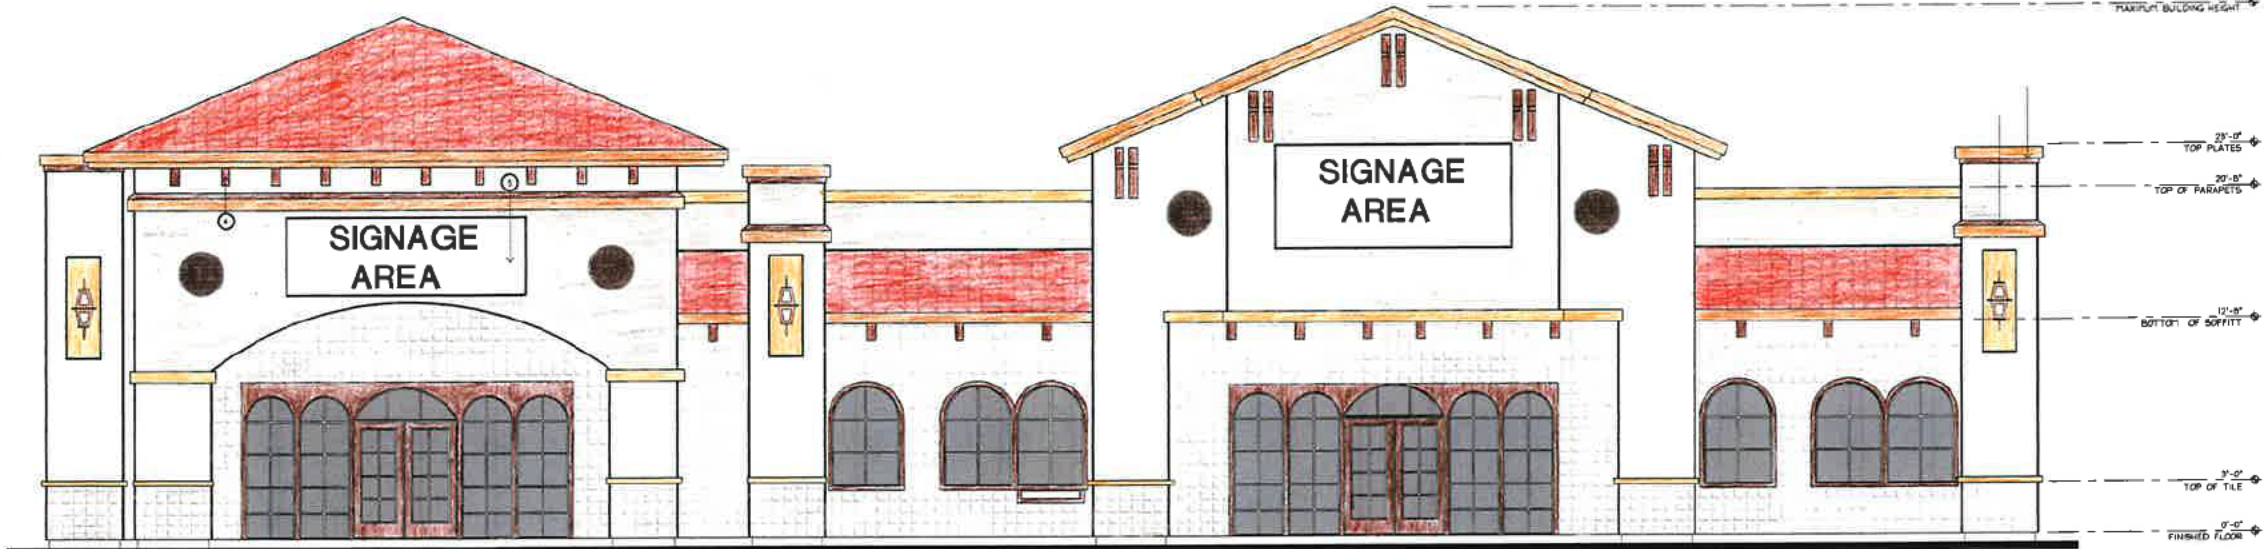 MAXIMUM BUILDING HEIGHT
SIGNAGE
AREA
SIGNAGE
AREA
23'-0"
TOP PLATES
20'-8"
TOP OF PARAPETS
12'-8"
BOTTOM OF SOFFITT
3'-0"
TOP OF TILE
0'-0"
FINISHED FLOOR